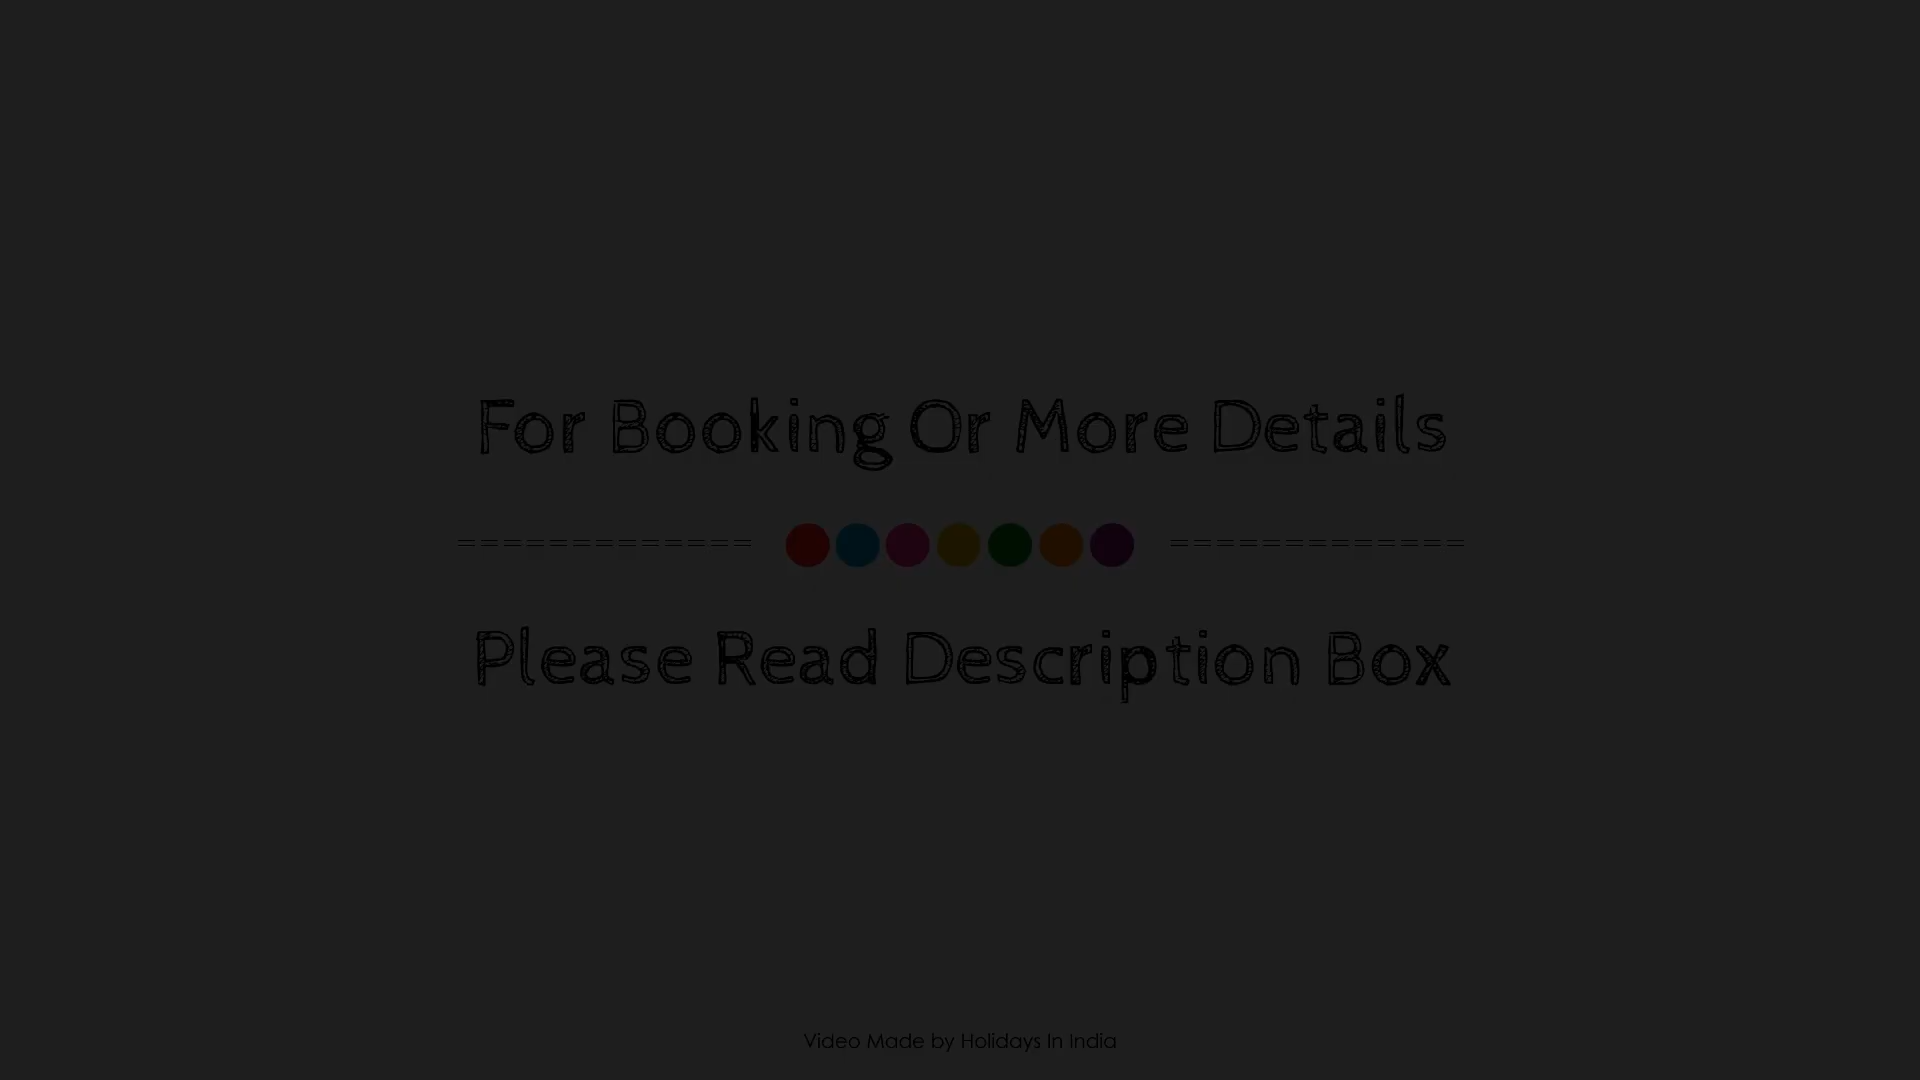 For Booking Or More Details
============= =============
Please Read Description Box
Video Made by Holidays In India